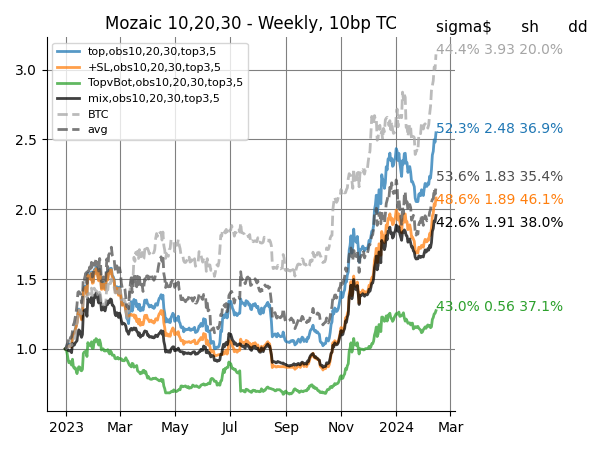 Mozaic 10,20,30 - Weekly, 10bp TC
sigma$ sh dd
top,obs10,20,30,top3,5
+SL,obs10,20,30,top3,5
TopvBot,obs10,20,30,top3,5
mix,obs10,20,30,top3,5
BTC
avg
44.4% 3.93 20.0%
52.3% 2.48 36.9%
53.6% 1.83 35.4%
48.6% 1.89 46.1%
42.6% 1.91 38.0%
43.0% 0.56 37.1%
3.0
2.5
2.0
1.5
1.0
2023 Mar May Jul Sep Nov 2024 Mar